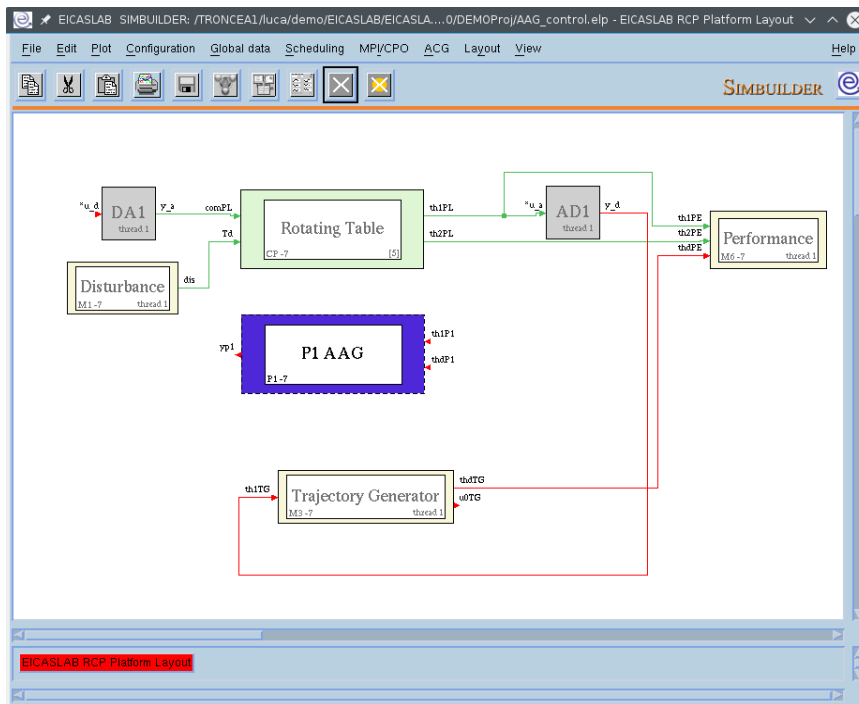 EICASLAB SIMBUILDER: /TRONCEA1/luca/demo/EICASLAB/EICASLA....0/DEMOProj/AAG_control.elp - EICASLAB RCP Platform Layout
File Edit Plot Configuration Global data Scheduling MPI/CPO ACG Layout View Help
SIMBUILDER
*u_d
DA1
thread 1
y_a
comPL
Td
Rotating Table
CP -7
[5]
th1PL
th2PL
*u_a
AD1
thread 1
y_d
th1PE
th2PE
thdPE
Performance
M6 -7
thread 1
Disturbance
M1 -7
thread 1
dis
yp1
P1 AAG
P1 -7
th1P1
thdP1
th1TG
Trajectory Generator
M3 -7
thread 1
thdTG
u0TG
EICASLAB RCP Platform Layout